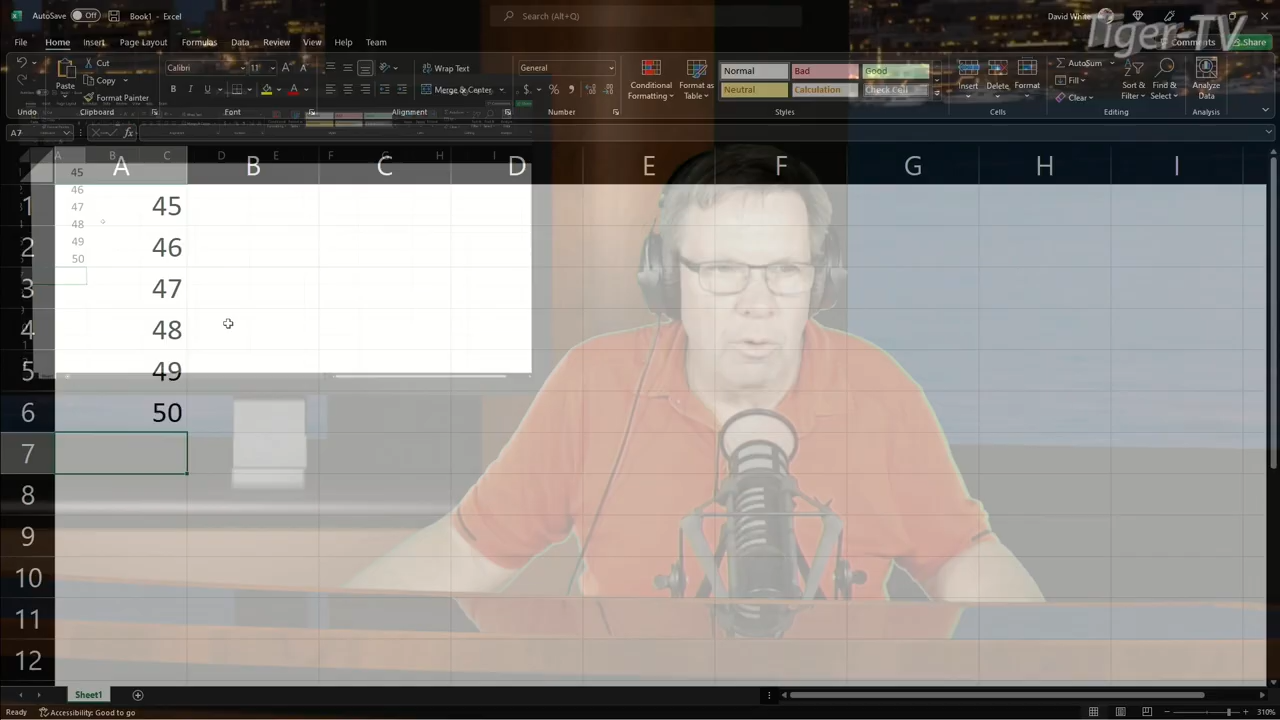 AutoSave Off Book1 - Excel Search (Alt+Q) David White
Tiger-TV
File Home Insert Page Layout Formulas Data Review View Help Team Comments Share
Cut
Copy
Format Painter
Paste
Calibri 11
Wrap Text
Merge & Center
General
$ %
Conditional Formatting
Format as Table
Normal Bad Good
Neutral Calculation Check Cell
Insert Delete Format
AutoSum
Fill
Clear
Sort & Filter
Find & Select
Analyze Data
Undo Clipboard Font Alignment Number Styles Cells Editing Analysis
A7 fx
A B C D E F G H I
A B C D E F G H I
45
46
47
48
49
50
1 45
2 46
3 47
4 48
5 49
6 50
7
8
9
10
11
12
Sheet1
Ready Accessibility: Good to go 310%